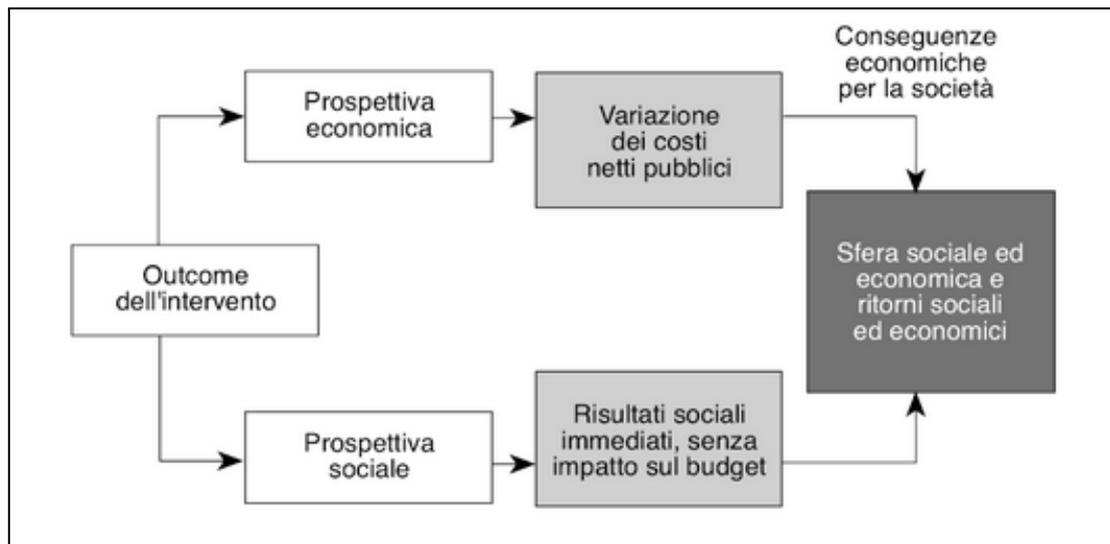 Prospettiva
economica
Variazione
dei costi
netti pubblici
Conseguenze
economiche
per la società
Outcome
dell'intervento
Sfera sociale ed
economica e
ritorni sociali
ed economici
Prospettiva
sociale
Risultati sociali
immediati, senza
impatto sul budget